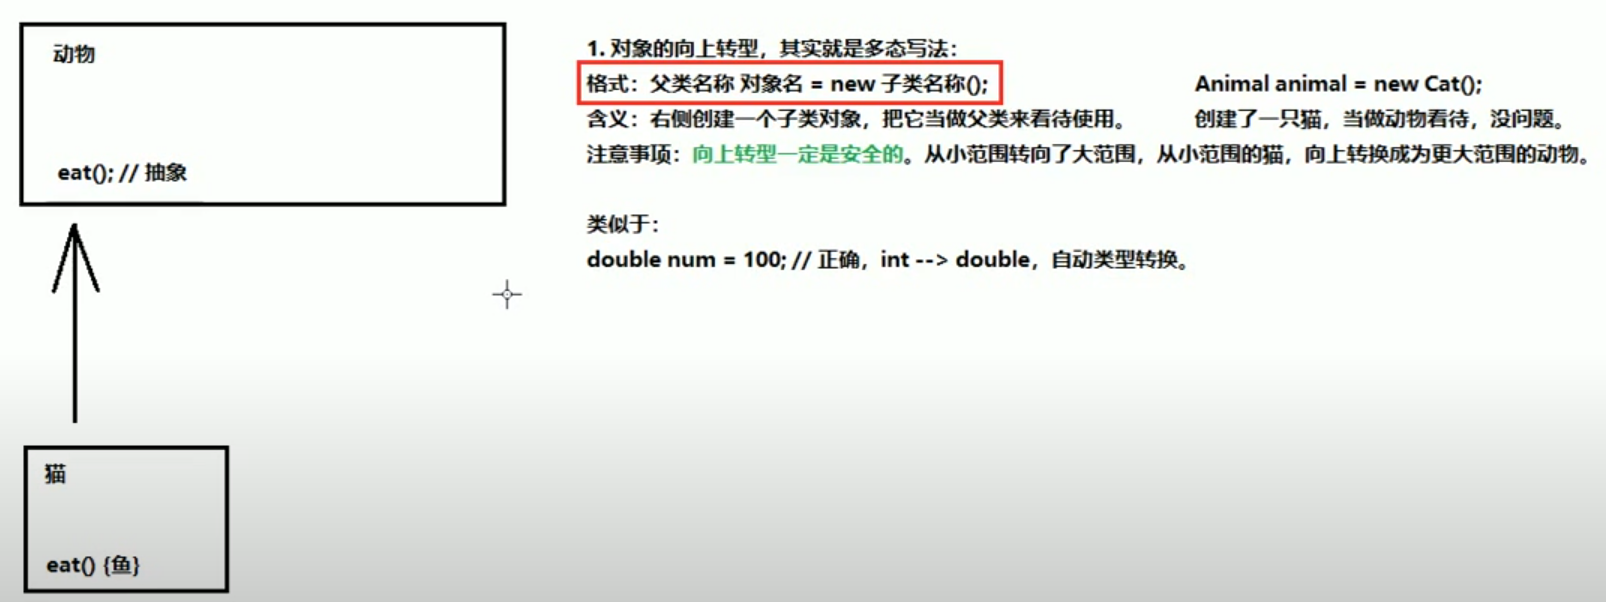 动物
eat(); // 抽象
1. 对象的向上转型，其实就是多态写法：
格式：父类名称 对象名 = new 子类名称();
Animal animal = new Cat();
含义：右侧创建一个子类对象，把它当做父类来看待使用。
创建了一只猫，当做动物看待，没问题。
注意事项：向上转型一定是安全的。从小范围转向了大范围，从小范围的猫，向上转换成为更大范围的动物。
类似于：
double num = 100; // 正确，int --> double，自动类型转换。
猫
eat() {鱼}